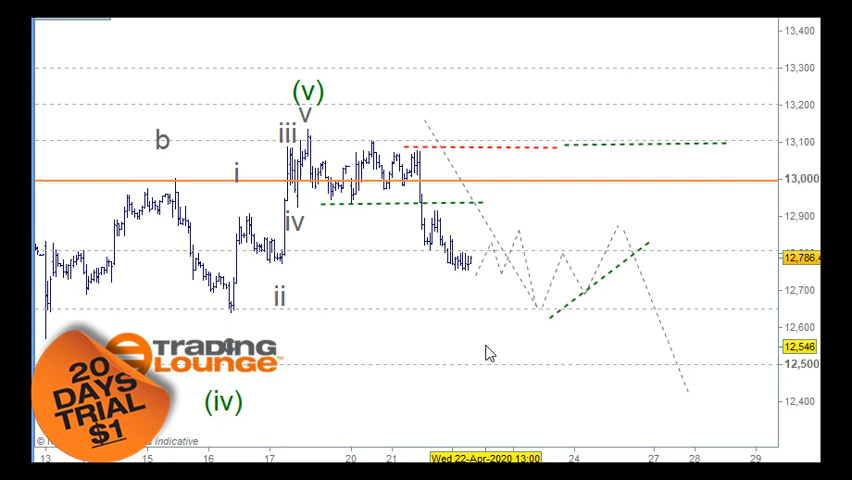 13,400
13,300
13,200
13,100
13,000
12,900
12,786.4
12,700
12,600
12,546
12,500
12,400
(v)
v
iii
b
i
iv
ii
TRADING
LOUNGE
20
DAYS
TRIAL
$1
(iv)
s Indicative
13
15
16
17
20
21
Wed 22-Apr-2020 13:00
24
27
28
29